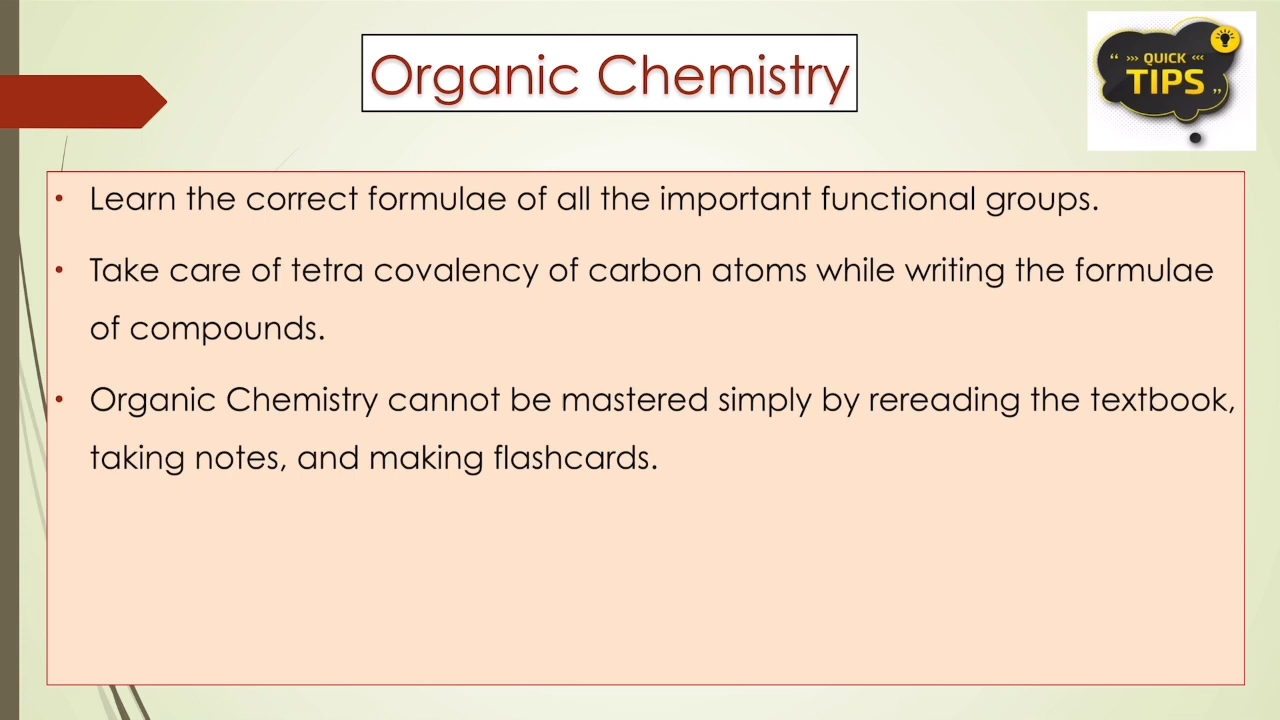 Organic Chemistry
“ ››› QUICK ‹‹‹
TIPS ”
• Learn the correct formulae of all the important functional groups.
• Take care of tetra covalency of carbon atoms while writing the formulae
of compounds.
• Organic Chemistry cannot be mastered simply by rereading the textbook,
taking notes, and making flashcards.